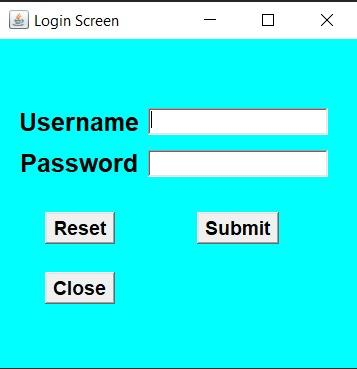 Login Screen
Username
Password
Reset Submit
Close